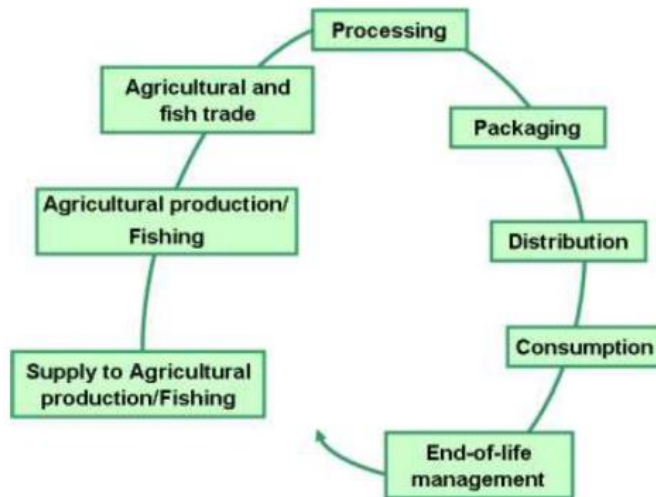 Processing
Agricultural and
fish trade
Packaging
Agricultural production/
Fishing
Distribution
Consumption
Supply to Agricultural
production/Fishing
End-of-life
management